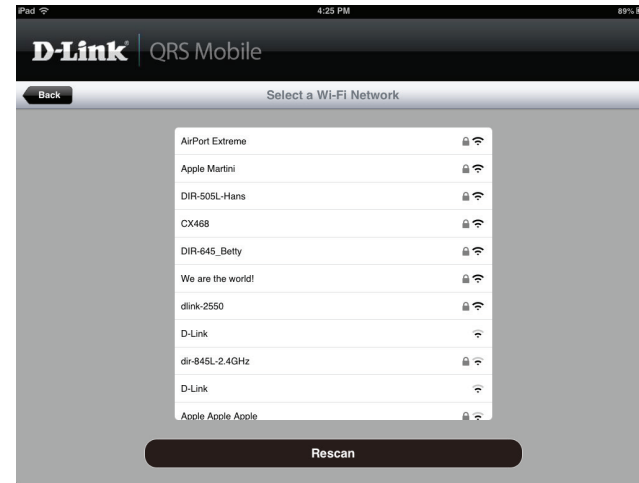 iPad 4:25 PM 89%
D-Link QRS Mobile
Back Select a Wi-Fi Network
AirPort Extreme
Apple Martini
DIR-505L-Hans
CX468
DIR-645_Betty
We are the world!
dlink-2550
D-Link
dir-845L-2.4GHz
D-Link
Apple Apple Apple
Rescan